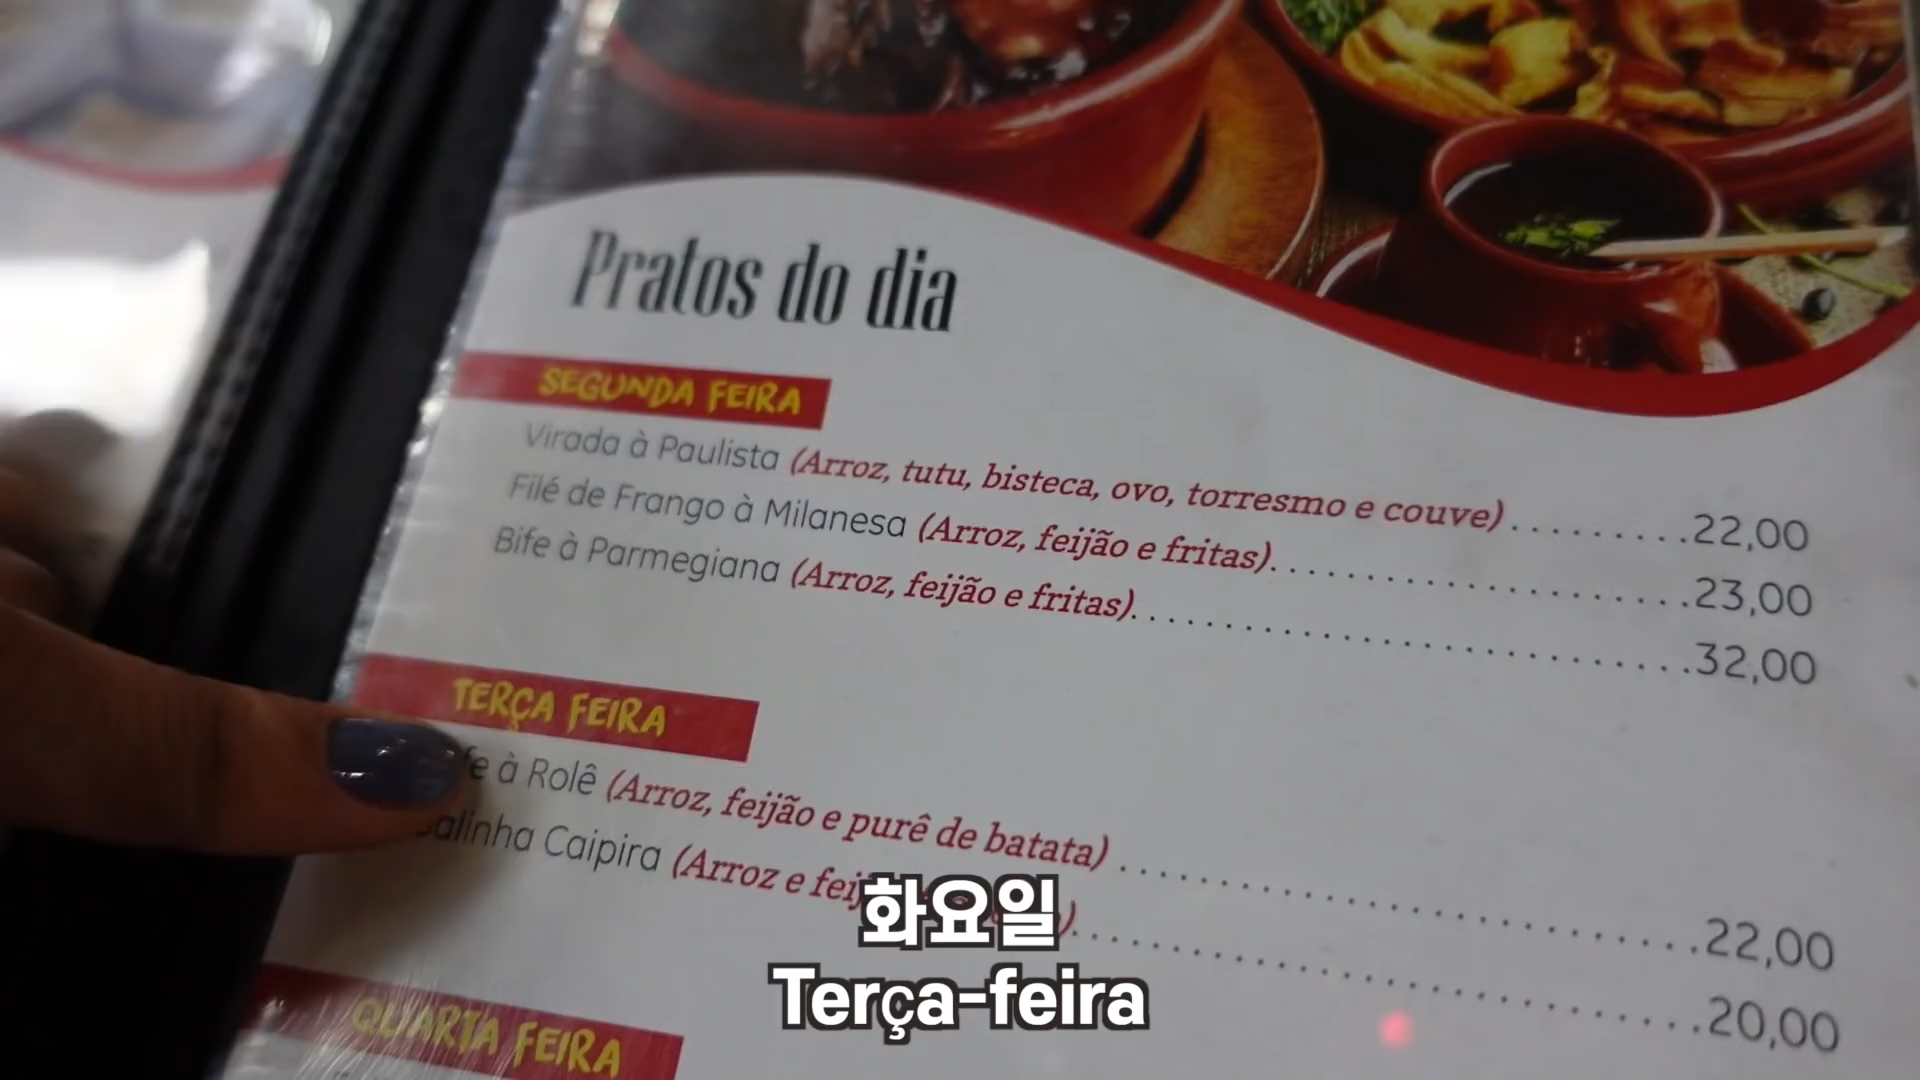 Pratos do dia
SEGUNDA FEIRA
Virada à Paulista (Arroz, tutu, bisteca, ovo, torresmo e couve).........22,00
Filé de Frango à Milanesa (Arroz, feijão e fritas)....................23,00
Bife à Parmegiana (Arroz, feijão e fritas)..........................32,00
TERÇA FEIRA
fe à Rolê (Arroz, feijão e purê de batata)...........................22,00
alinha Caipira (Arroz e fei ).............................20,00
화요일
Terça-feira
QUARTA FEIRA